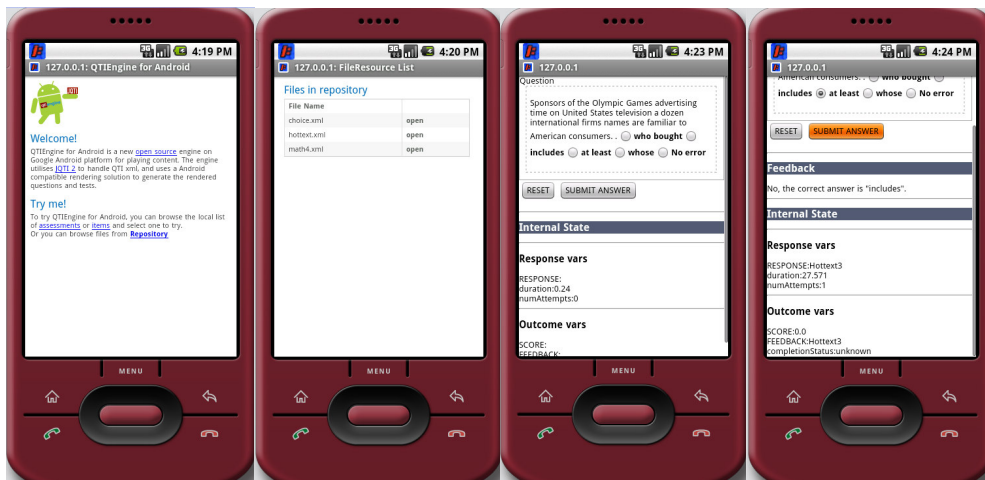 3G
4:19 PM
127.0.0.1: QTIEngine for Android
QTI
Welcome!
QTIEngine for Android is a new open source engine on
Google Android platform for playing content. The engine
utilises JQTI 2 to handle QTI xml, and uses a Android
compatible rendering solution to generate the rendered
questions and tests.
Try me!
To try QTIEngine for Android, you can browse the local list
of assessments or items and select one to try.
Or you can browse files from Repository
MENU
3G
4:20 PM
127.0.0.1: FileResource List
Files in repository
File Name
choice.xml open
hottext.xml open
math4.xml open
MENU
3G
4:23 PM
127.0.0.1
Question
Sponsors of the Olympic Games advertising
time on United States television a dozen
international firms names are familiar to
American consumers. . who bought
includes at least whose No error
RESET SUBMIT ANSWER
Internal State
Response vars
RESPONSE:
duration:0.24
numAttempts:0
Outcome vars
SCORE:
FEEDBACK:
MENU
3G
4:24 PM
127.0.0.1
American consumers. . who bought
includes at least whose No error
RESET SUBMIT ANSWER
Feedback
No, the correct answer is "includes".
Internal State
Response vars
RESPONSE:Hottext3
duration:27.571
numAttempts:1
Outcome vars
SCORE:0.0
FEEDBACK:Hottext3
completionStatus:unknown
MENU